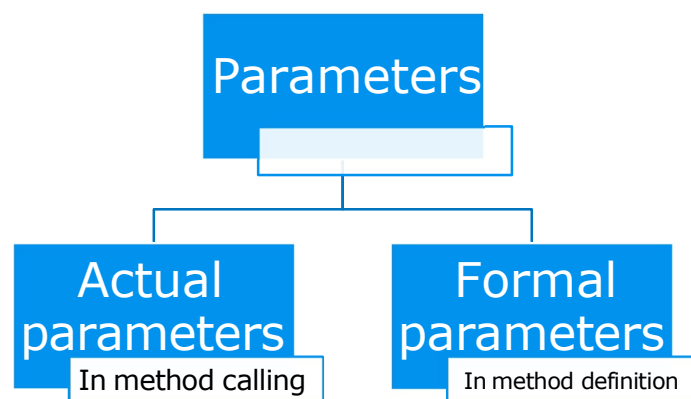 Parameters
Actual
parameters
In method calling
Formal
parameters
In method definition